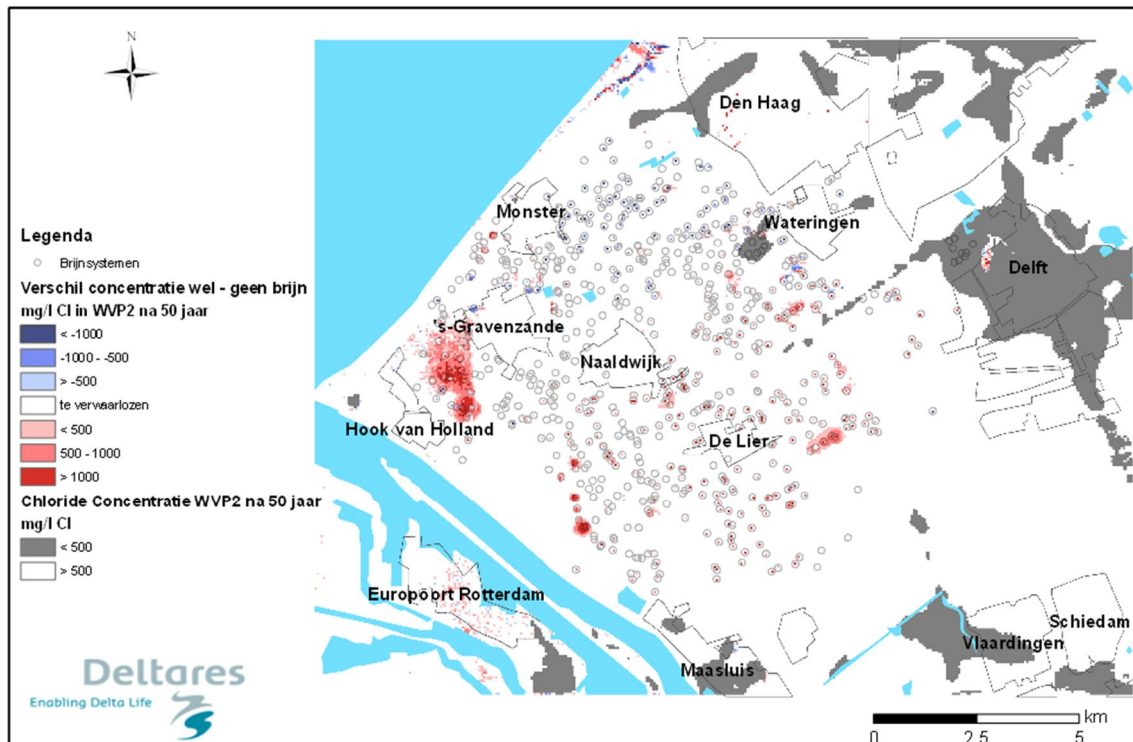 N
Legenda
Brijnsystemen
Verschil concentratie wel - geen brijn
mg/l Cl in WVP2 na 50 jaar
< -1000
-1000 - -500
> -500
te verwaarlozen
< 500
500 - 1000
> 1000
Chloride Concentratie WVP2 na 50 jaar
mg/l Cl
< 500
> 500
Deltares
Enabling Delta Life
Den Haag
Monster
Wateringen
Delft
's-Gravenzande
Naaldwijk
Hoek van Holland
De Lier
Europoort Rotterdam
Maasluis
Vlaardingen
Schiedam
km
0 2.5 5